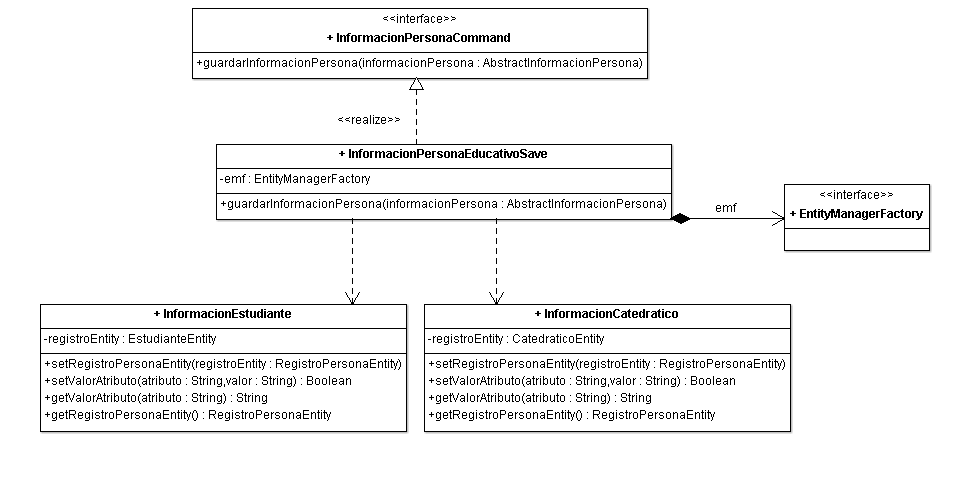 <<interface>>
+ InformacionPersonaCommand
+guardarInformacionPersona(informacionPersona : AbstractInformacionPersona)
<<realize>>
+ InformacionPersonaEducativoSave
-emf : EntityManagerFactory
+guardarInformacionPersona(informacionPersona : AbstractInformacionPersona)
emf
<<interface>>
+ EntityManagerFactory
+ InformacionEstudiante
-registroEntity : EstudianteEntity
+setRegistroPersonaEntity(registroEntity : RegistroPersonaEntity)
+setValorAtributo(atributo : String,valor : String) : Boolean
+getValorAtributo(atributo : String) : String
+getRegistroPersonaEntity() : RegistroPersonaEntity
+ InformacionCatedratico
-registroEntity : CatedraticoEntity
+setRegistroPersonaEntity(registroEntity : RegistroPersonaEntity)
+setValorAtributo(atributo : String,valor : String) : Boolean
+getValorAtributo(atributo : String) : String
+getRegistroPersonaEntity() : RegistroPersonaEntity